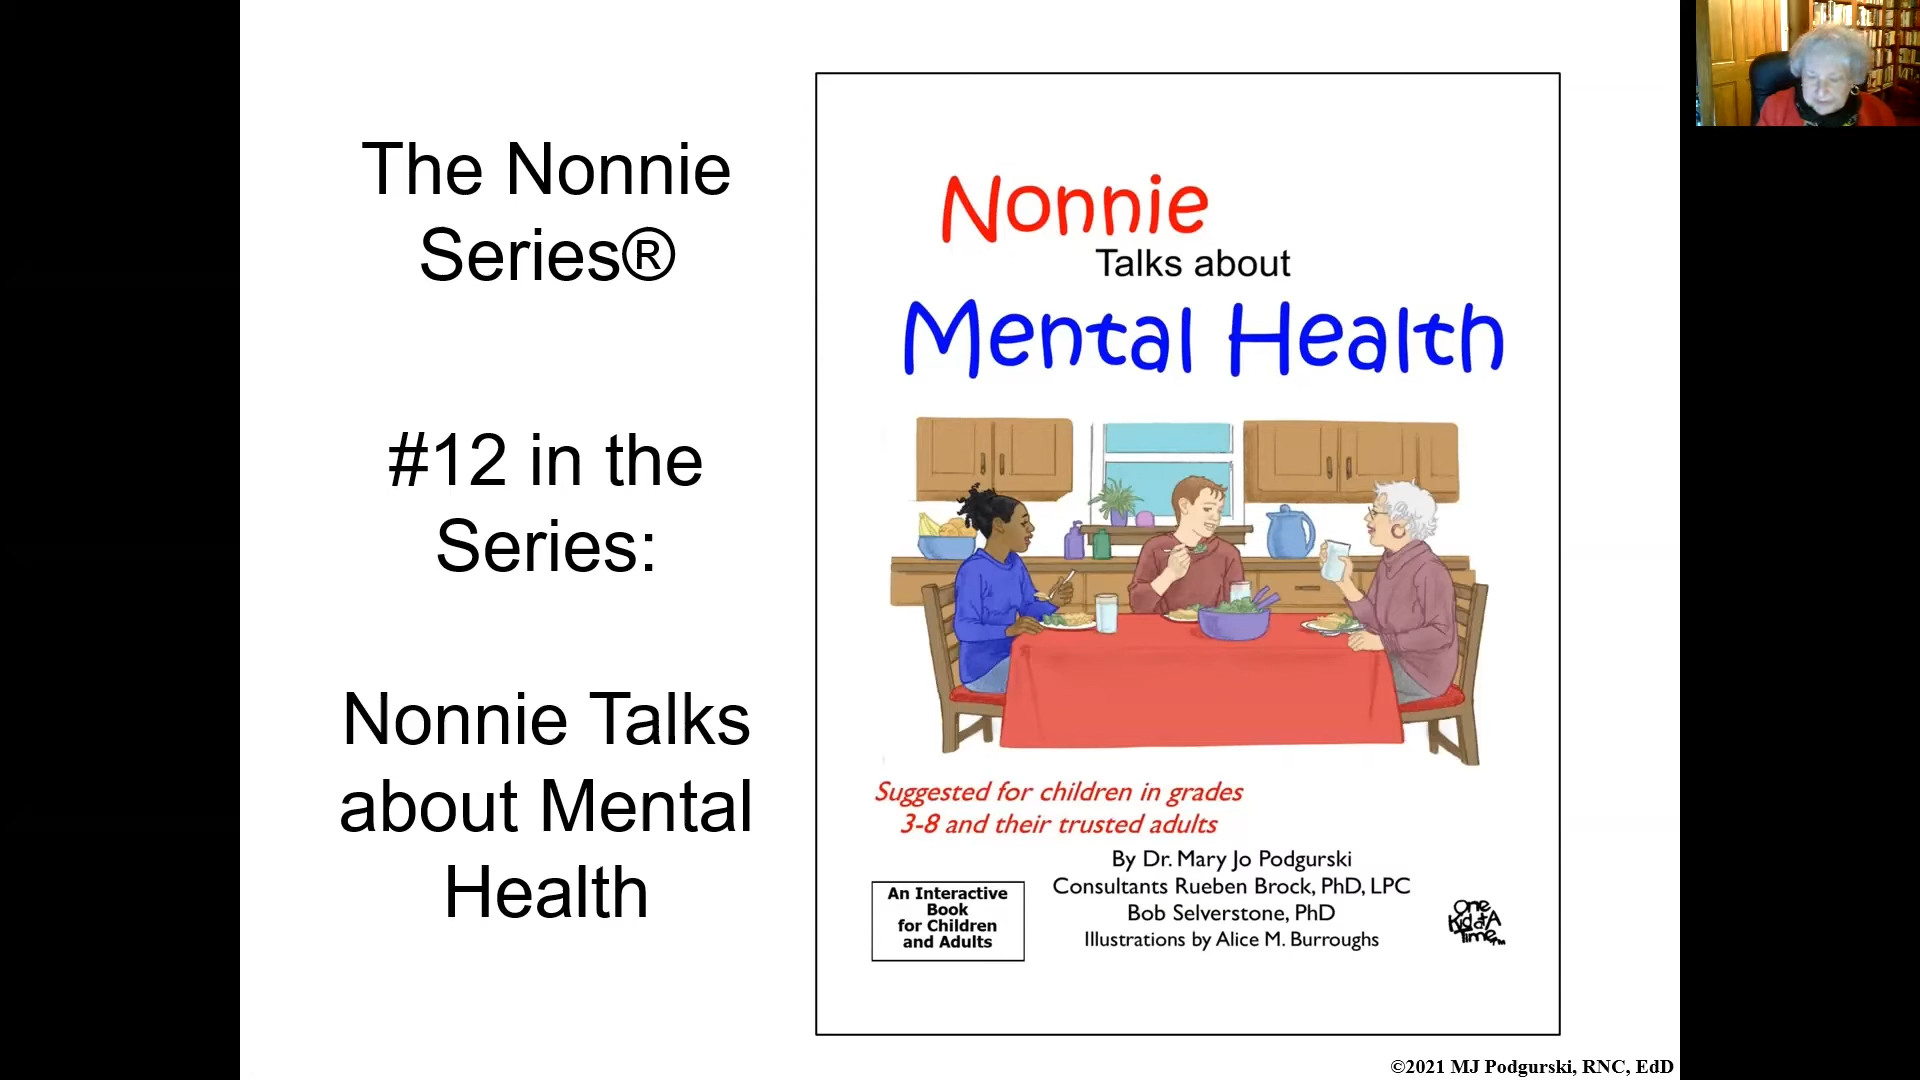 The Nonnie
Series®
#12 in the
Series:
Nonnie Talks
about Mental
Health
Nonnie
Talks about
Mental Health
Suggested for children in grades
3-8 and their trusted adults
By Dr. Mary Jo Podgurski
Consultants Rueben Brock, PhD, LPC
Bob Selverstone, PhD
Illustrations by Alice M. Burroughs
An Interactive
Book
for Children
and Adults
One
Kid at A
Time™
©2021 MJ Podgurski, RNC, EdD